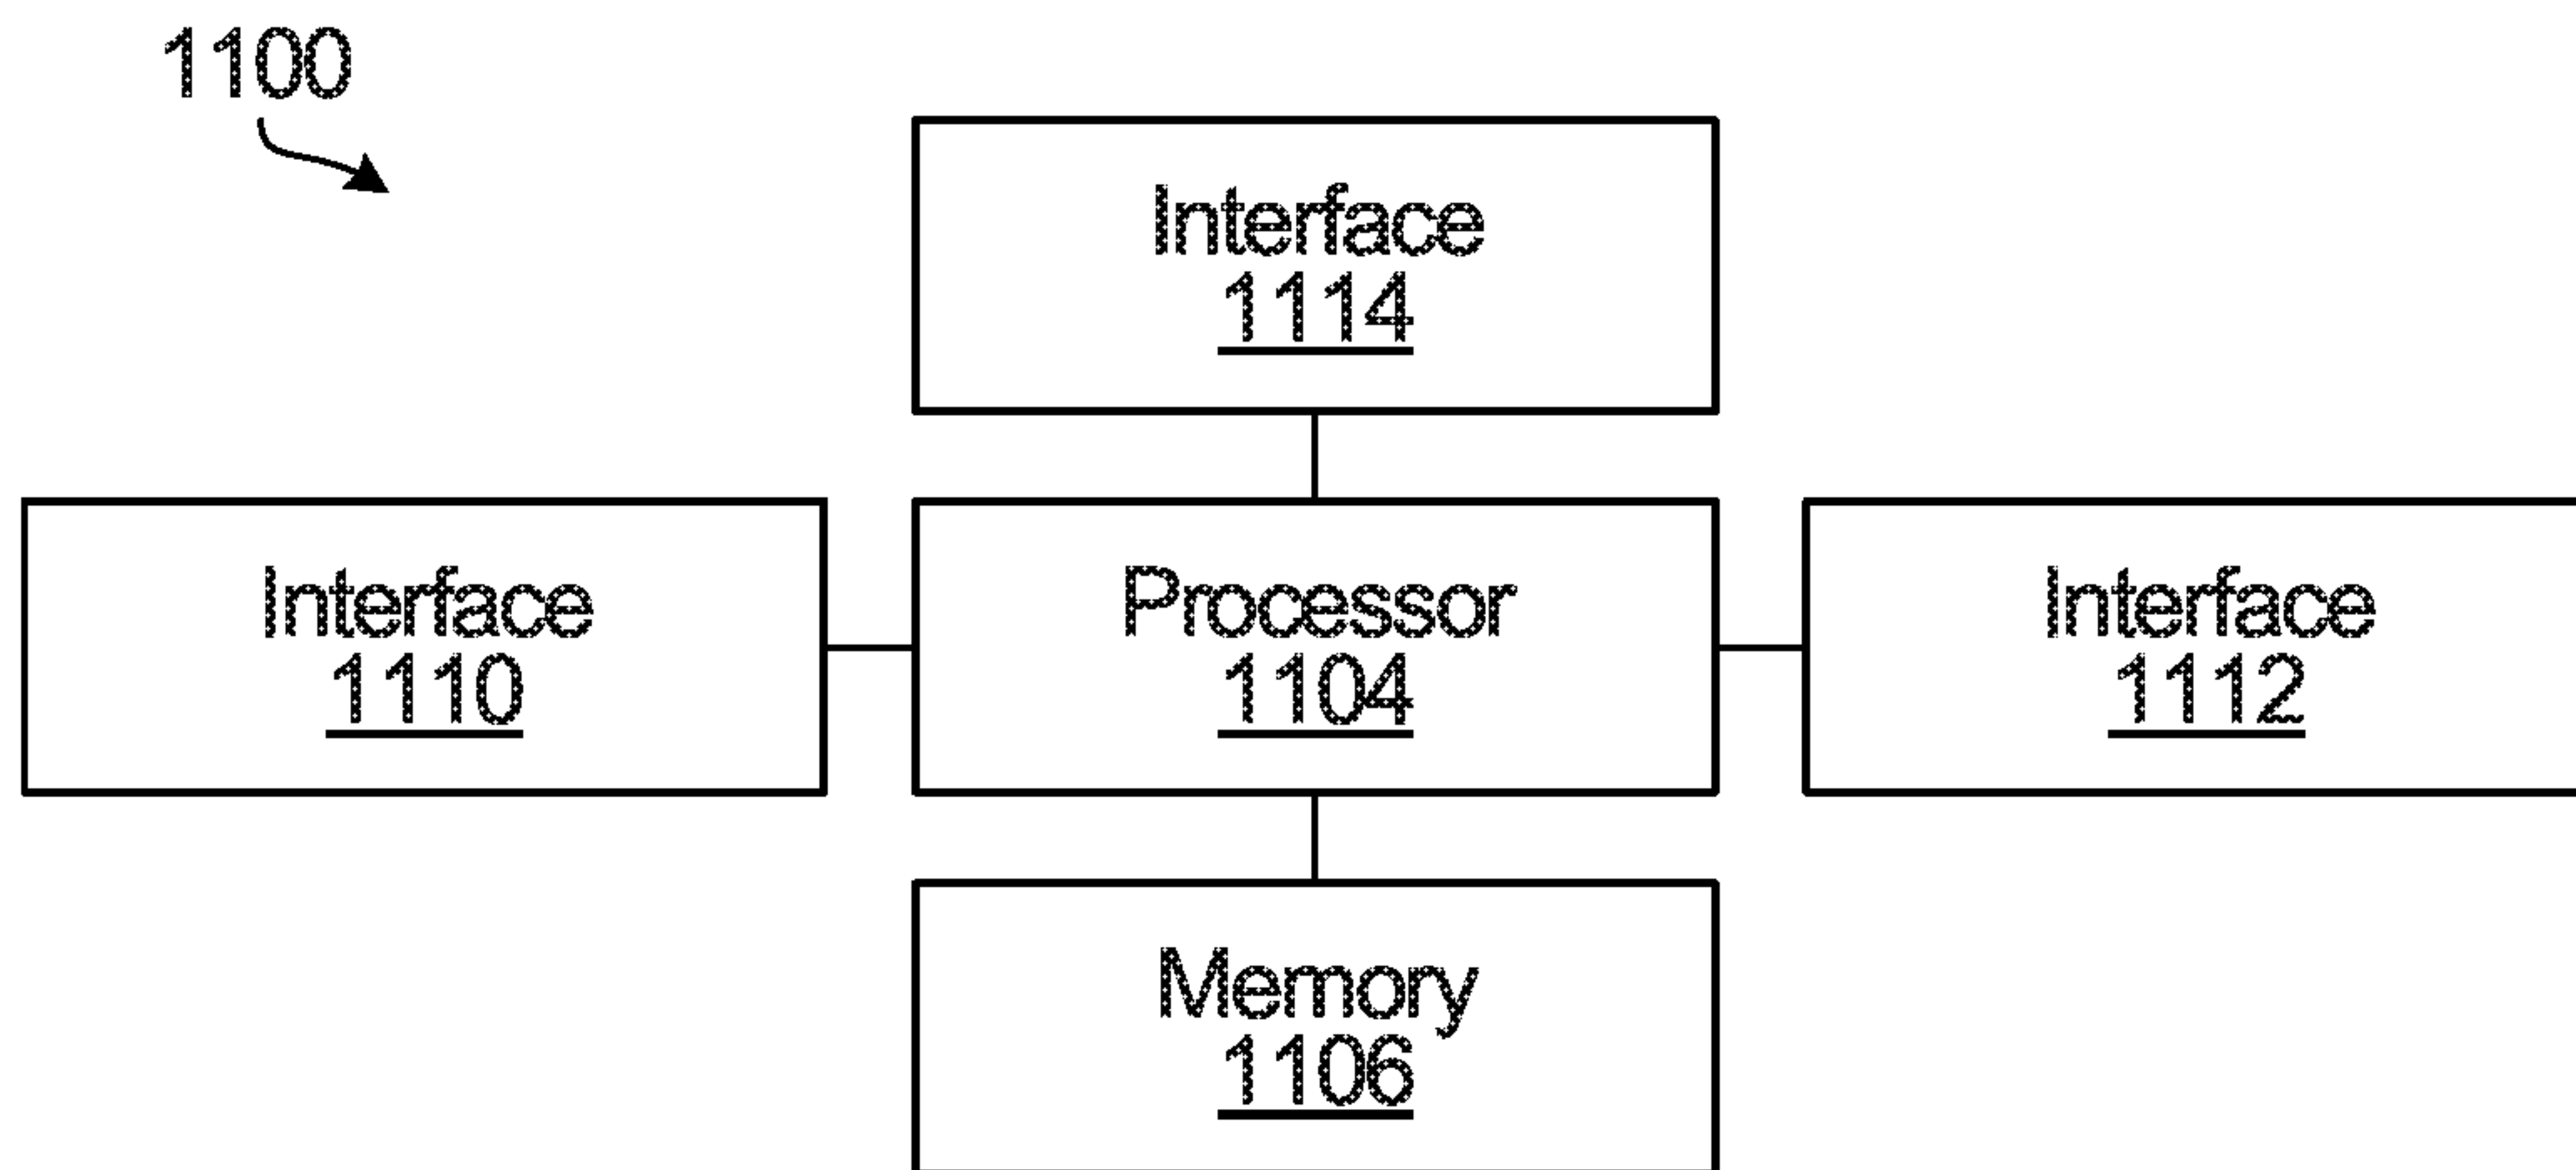 1100
Interface
1114
Interface
1110
Processor
1104
Interface
1112
Memory
1106